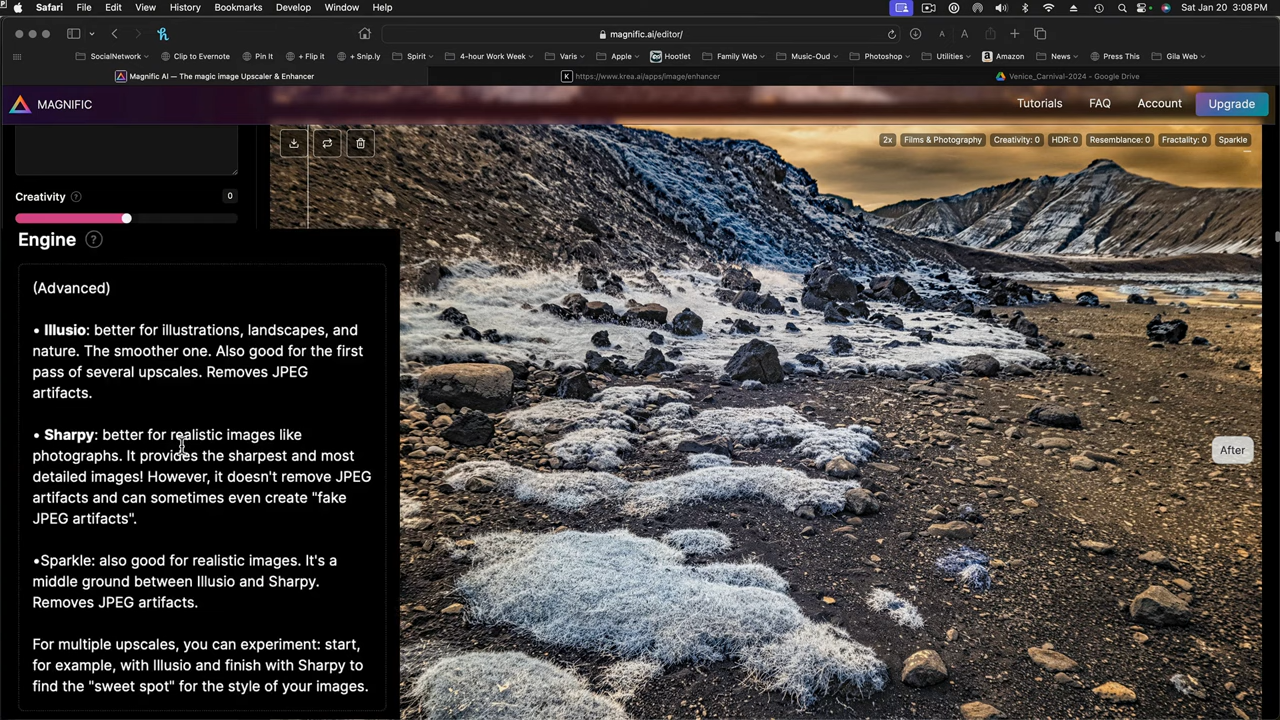 Safari File Edit View History Bookmarks Develop Window Help Sat Jan 20 3:08 PM
magnific.ai/editor/
A A
SocialNetwork Clip to Evernote Pin It + Flip it + Snip.ly Spirit 4-hour Work Week Varis Apple Hootlet Family Web Music-Oud Photoshop Utilities Amazon News Press This Gila Web
Magnific AI — The magic image Upscaler & Enhancer K https://www.krea.ai/apps/image/enhancer Venice_Carnival-2024 - Google Drive
MAGNIFIC Tutorials FAQ Account Upgrade
2x Films & Photography Creativity: 0 HDR: 0 Resemblance: 0 Fractality: 0 Sparkle
Creativity ? 0
Engine ?
(Advanced)
• Illusio: better for illustrations, landscapes, and
nature. The smoother one. Also good for the first
pass of several upscales. Removes JPEG
artifacts.
• Sharpy: better for realistic images like
photographs. It provides the sharpest and most
detailed images! However, it doesn't remove JPEG
artifacts and can sometimes even create "fake
JPEG artifacts".
•Sparkle: also good for realistic images. It's a
middle ground between Illusio and Sharpy.
Removes JPEG artifacts.
For multiple upscales, you can experiment: start,
for example, with Illusio and finish with Sharpy to
find the "sweet spot" for the style of your images.
After